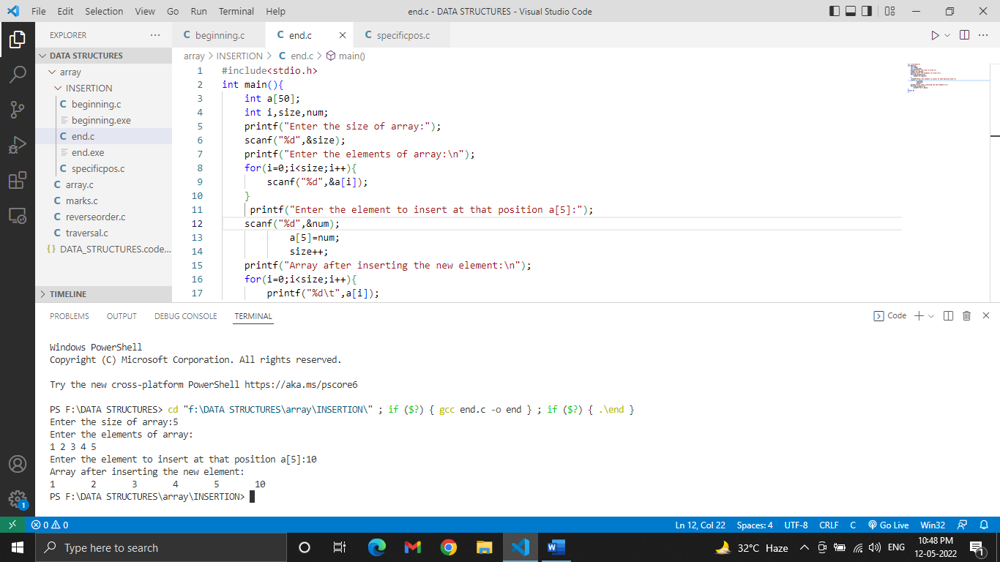 File Edit Selection View Go Run Terminal Help end.c - DATA STRUCTURES - Visual Studio Code
EXPLORER
DATA STRUCTURES
array
INSERTION
C beginning.c
beginning.exe
C end.c
end.exe
C specificpos.c
C array.c
C marks.c
C reverseorder.c
C traversal.c
{} DATA_STRUCTURES.code...
TIMELINE
C beginning.c C end.c C specificpos.c
array > INSERTION > C end.c > main()
1 #include<stdio.h>
2 int main(){
3 int a[50];
4 int i,size,num;
5 printf("Enter the size of array:");
6 scanf("%d",&size);
7 printf("Enter the elements of array:\n");
8 for(i=0;i<size;i++){
9 scanf("%d",&a[i]);
10 }
11 printf("Enter the element to insert at that position a[5]:");
12 scanf("%d",&num);
13 a[5]=num;
14 size++;
15 printf("Array after inserting the new element:\n");
16 for(i=0;i<size;i++){
17 printf("%d\t",a[i]);
PROBLEMS OUTPUT DEBUG CONSOLE TERMINAL Code
Windows PowerShell
Copyright (C) Microsoft Corporation. All rights reserved.
Try the new cross-platform PowerShell https://aka.ms/pscore6
PS F:\DATA STRUCTURES> cd "f:\DATA STRUCTURES\array\INSERTION\" ; if ($?) { gcc end.c -o end } ; if ($?) { .\end }
Enter the size of array:5
Enter the elements of array:
1 2 3 4 5
Enter the element to insert at that position a[5]:10
Array after inserting the new element:
1 2 3 4 5 10
PS F:\DATA STRUCTURES\array\INSERTION>
1
0 0 Ln 12, Col 22 Spaces: 4 UTF-8 CRLF C Go Live Win32
Type here to search 32°C Haze ENG 10:48 PM
12-05-2022 1